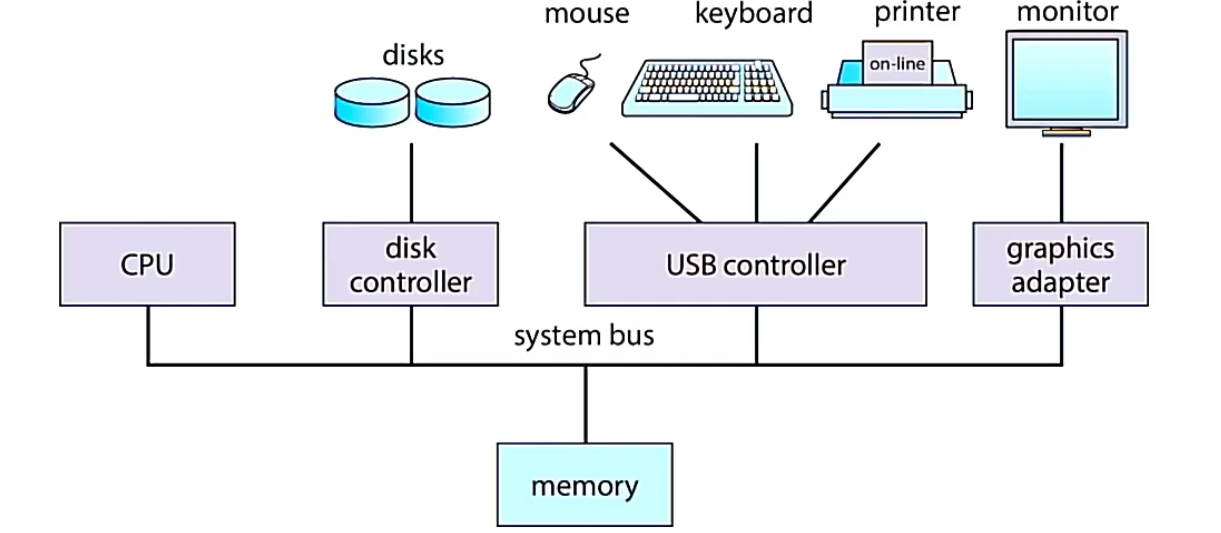 mouse
keyboard
printer
monitor
disks
on-line
CPU
disk
controller
USB controller
graphics
adapter
system bus
memory